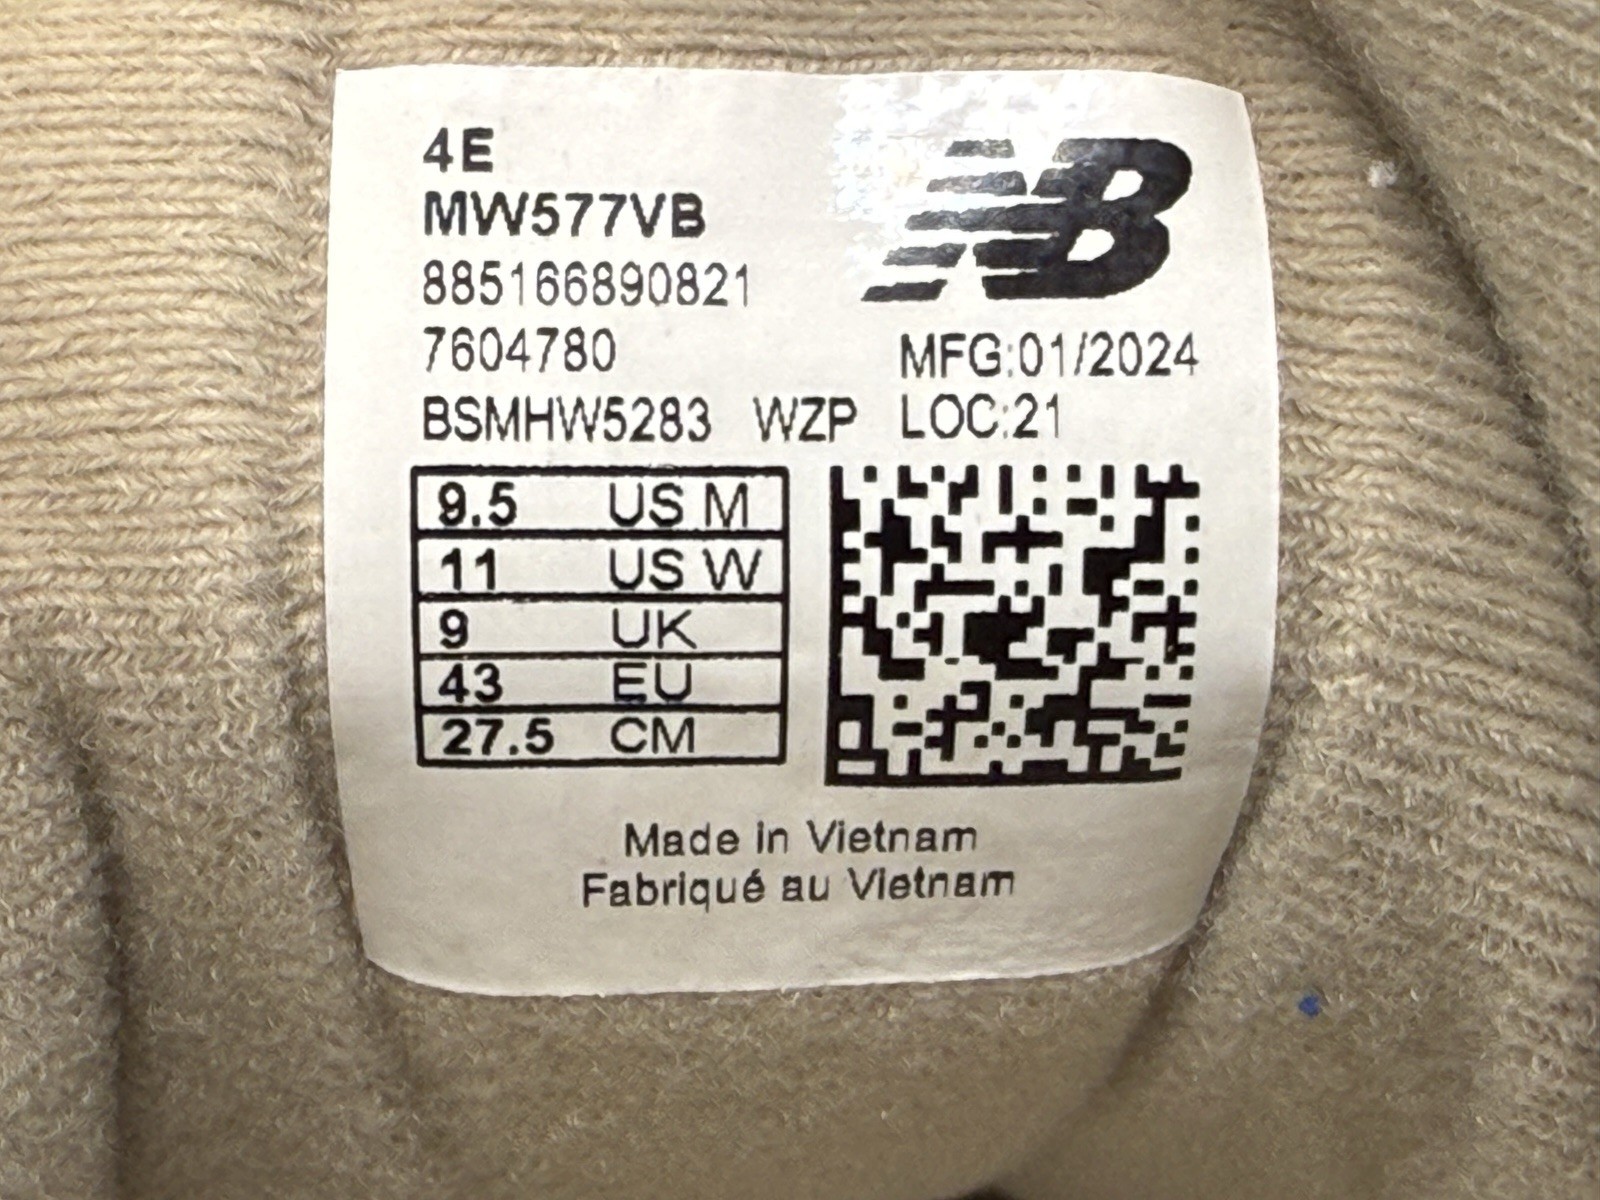 4E
MW577VB
NB
885166890821
7604780
MFG:01/2024
BSMHW5283 WZP LOC:21
9.5 US M
11 US W
9 UK
43 EU
27.5 CM
Made in Vietnam
Fabriqué au Vietnam